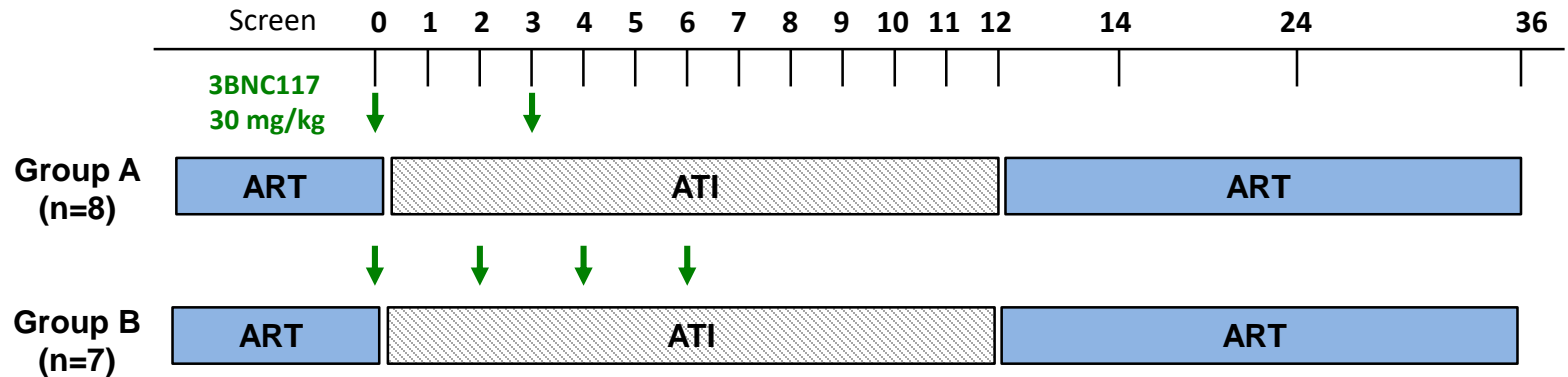 Screen 0 1 2 3 4 5 6 7 8 9 10 11 12 14 24 36
3BNC117
30 mg/kg
Group A
(n=8)
ART ATI ART
Group B
(n=7)
ART ATI ART